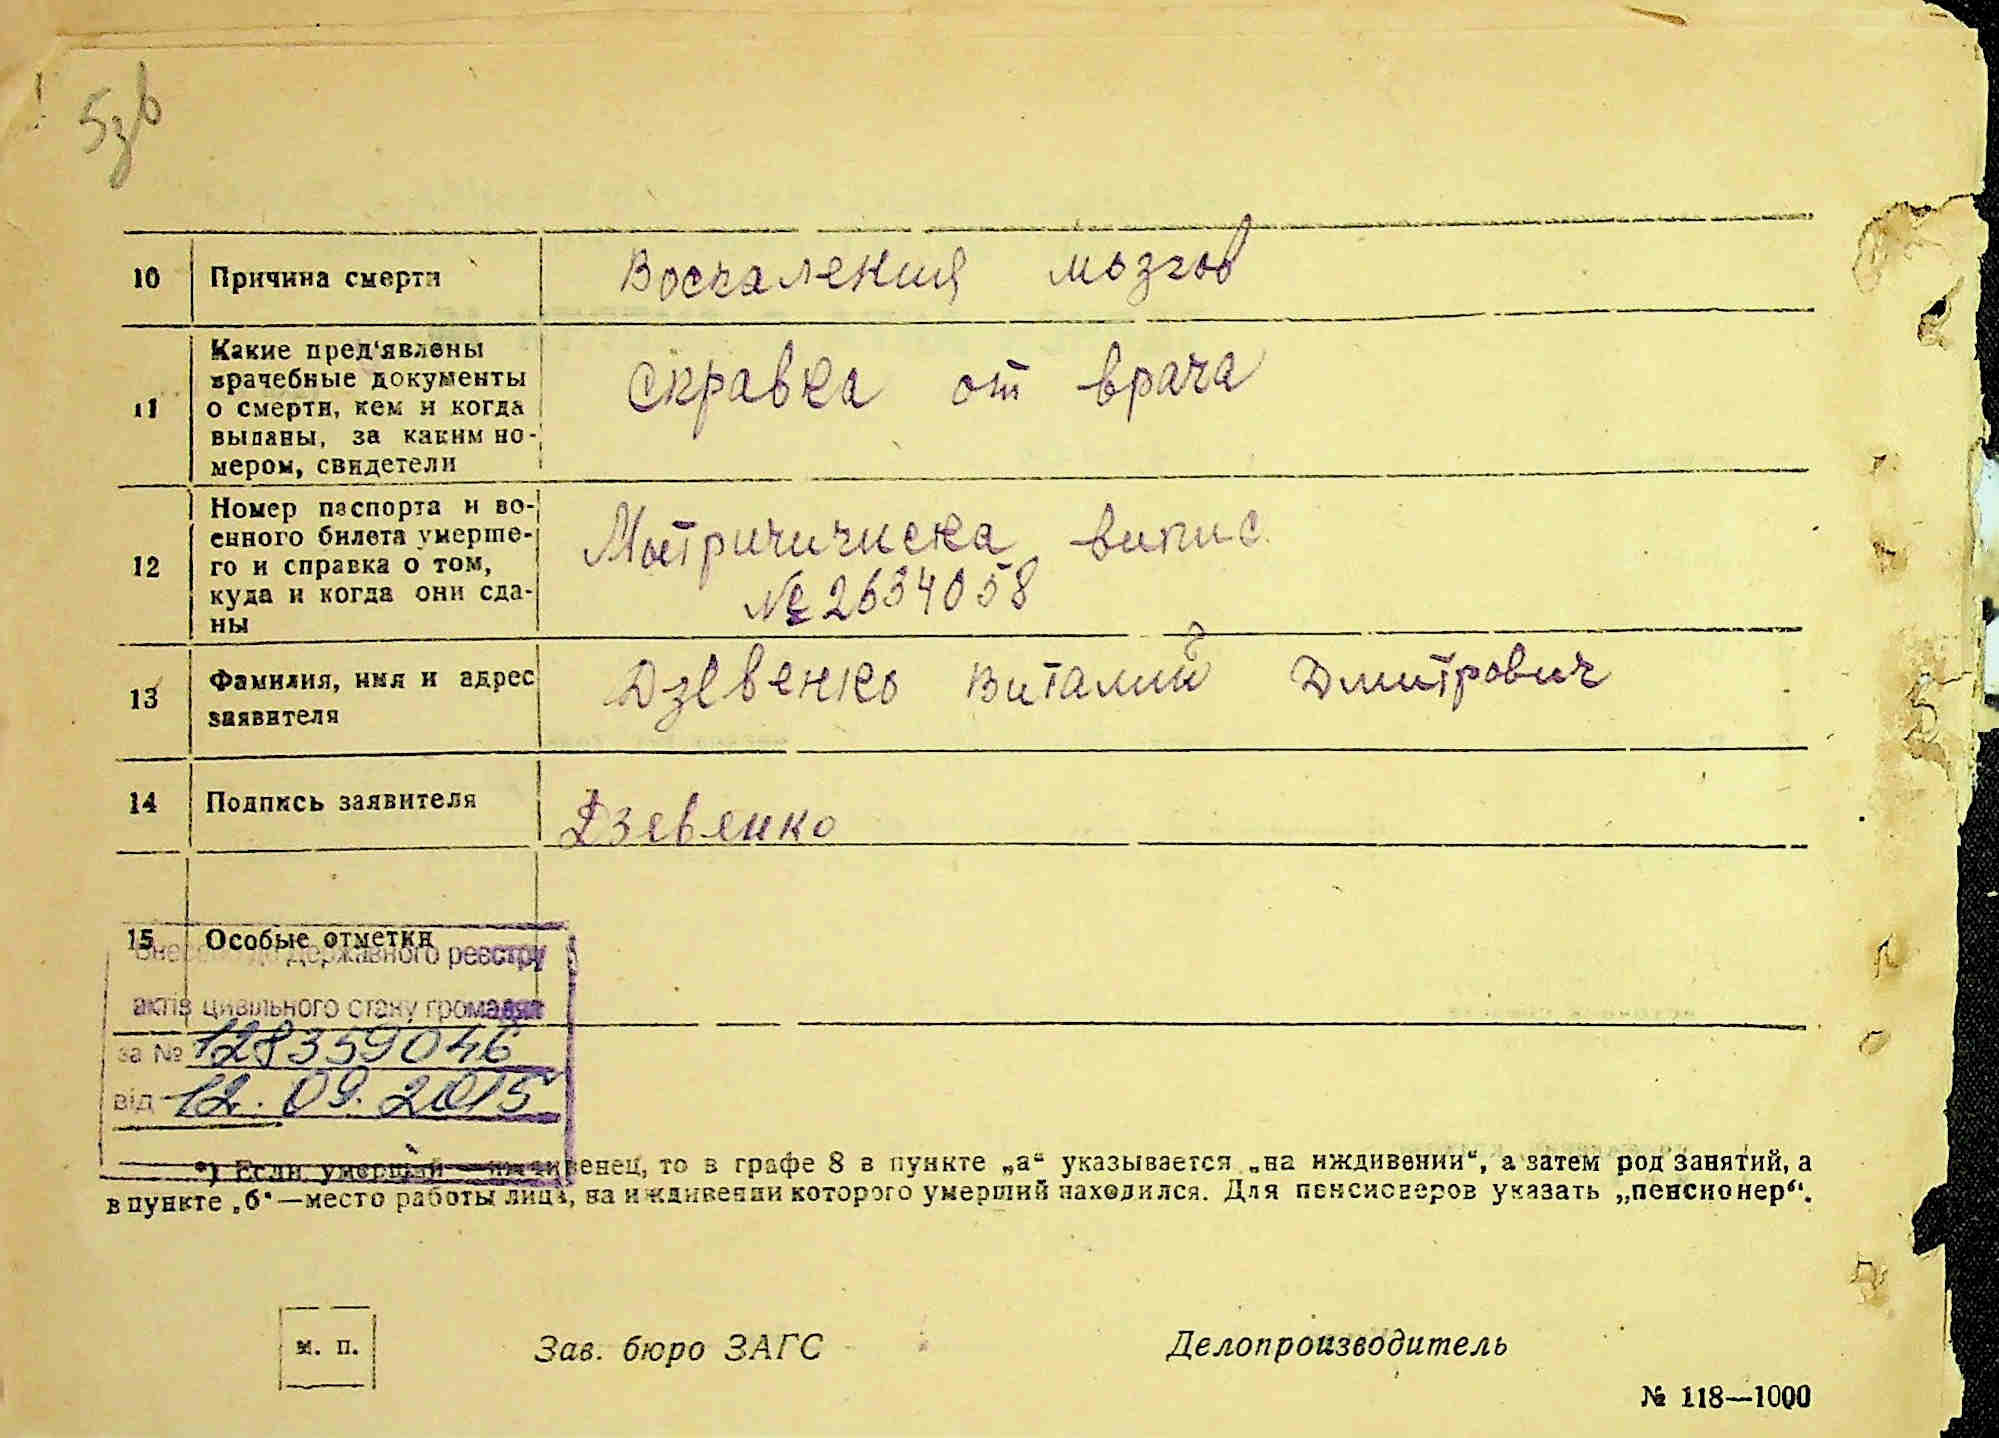 5зв
10 Причина смерти Воспаления мозгов
11 Какие пред‘явлены
врачебные документы
о смерти, кем и когда
выданы, за каким но-
мером, свидетели
Справка от врача
12 Номер паспорта и во-
енного билета умерше-
го и справка о том,
куда и когда они сда-
ны
Матричичиска випис
№ 2634058
13 Фамилия, имя и адрес
заявителя
Дзевенко Виталий Дмитрович
14 Подпись заявителя Дзевенко
15 Особые отметки
Внесено до Державного реєстру
актів цивільного стану громадян
за № 128359046
від 12.09.2015
*) Если умерший—иждивенец, то в графе 8 в пункте „а“ указывается „на иждивении“, а затем род занятий, а
в пункте „б“—место работы лица, на иждивении которого умерший находился. Для пенсионеров указать „пенсионер“.
м. п. Зав. бюро ЗАГС Делопроизводитель
№ 118—1000